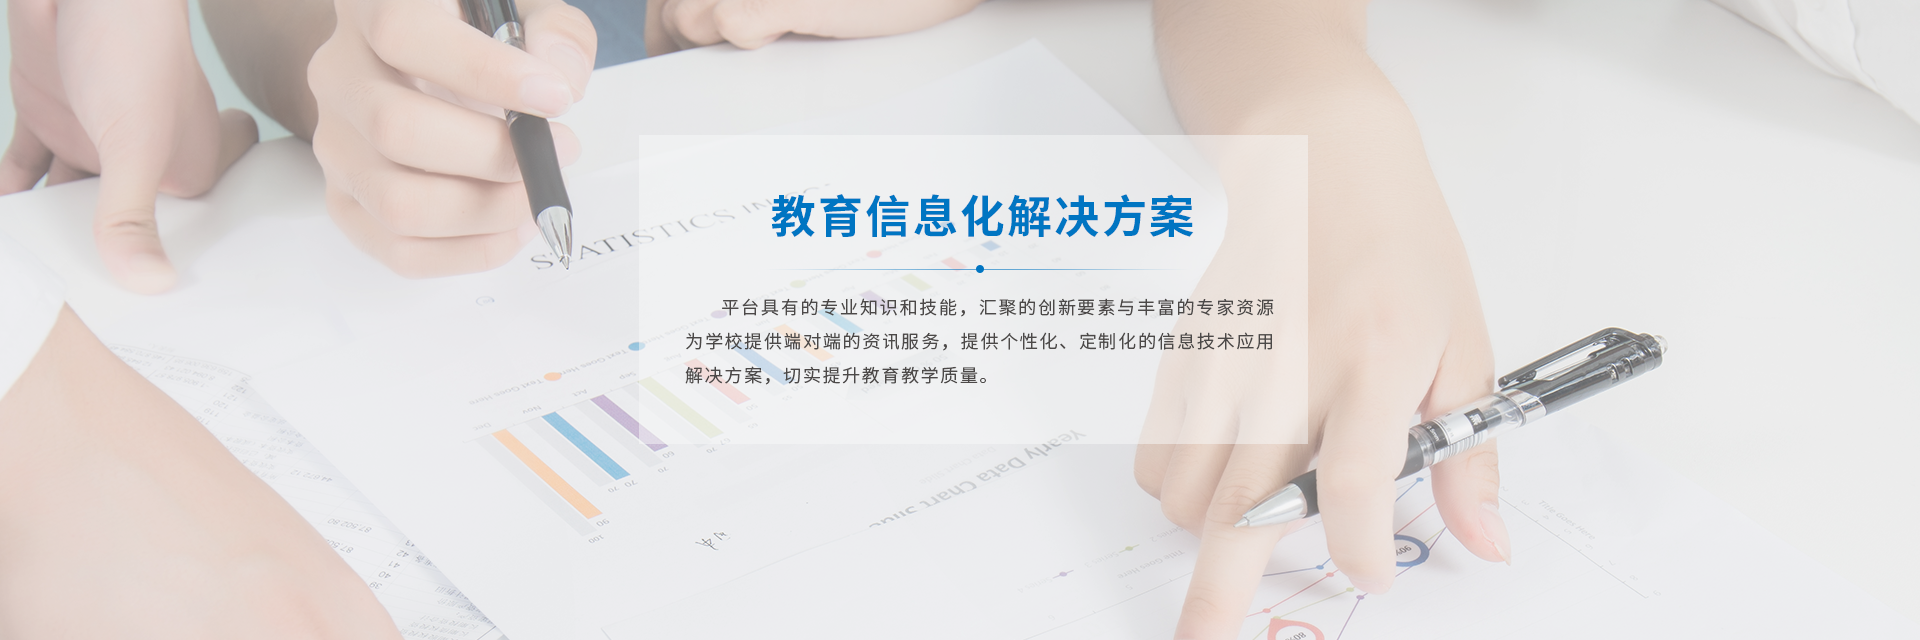 教育信息化解决方案
平台具有的专业知识和技能，汇聚的创新要素与丰富的专家资源
为学校提供端对端的资讯服务，提供个性化、定制化的信息技术应用
解决方案，切实提升教育教学质量。
STATISTICS
Yearly Data Chart